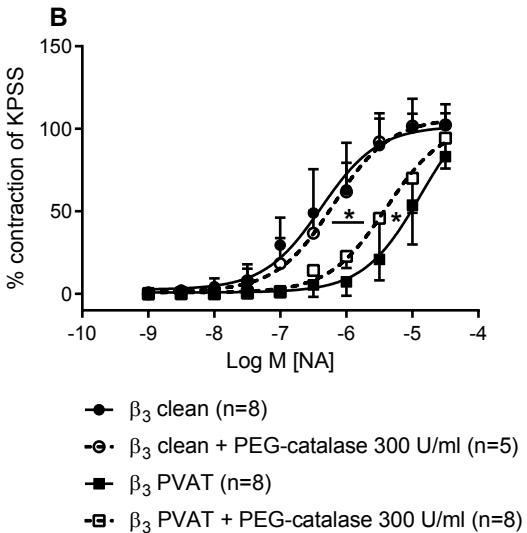 B
% contraction of KPSS
150
100
50
0
-10
-9
-8
-7
-6
-5
-4
*
*
Log M [NA]
β3 clean (n=8)
β3 clean + PEG-catalase 300 U/ml (n=5)
β3 PVAT (n=8)
β3 PVAT + PEG-catalase 300 U/ml (n=8)